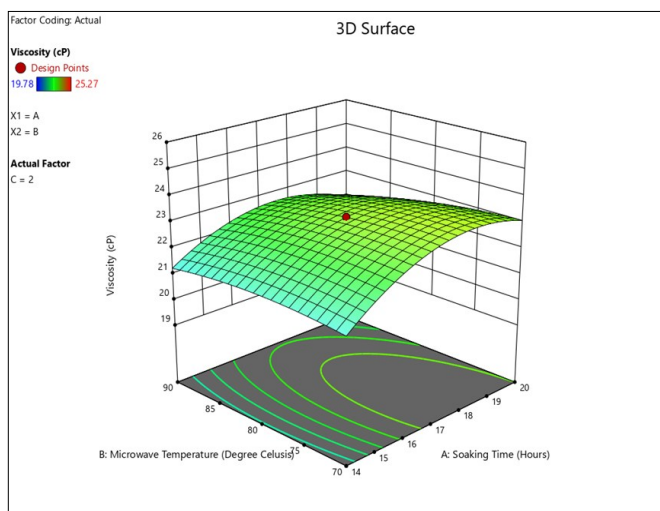 Factor Coding: Actual
3D Surface
Viscosity (cP)
Design Points
19.78 25.27
X1 = A
X2 = B
Actual Factor
C = 2
26
25
24
23
22
21
20
19
Viscosity (cP)
90
85
80
75
70
B: Microwave Temperature (Degree Celusis)
14
15
16
17
18
19
20
A: Soaking Time (Hours)